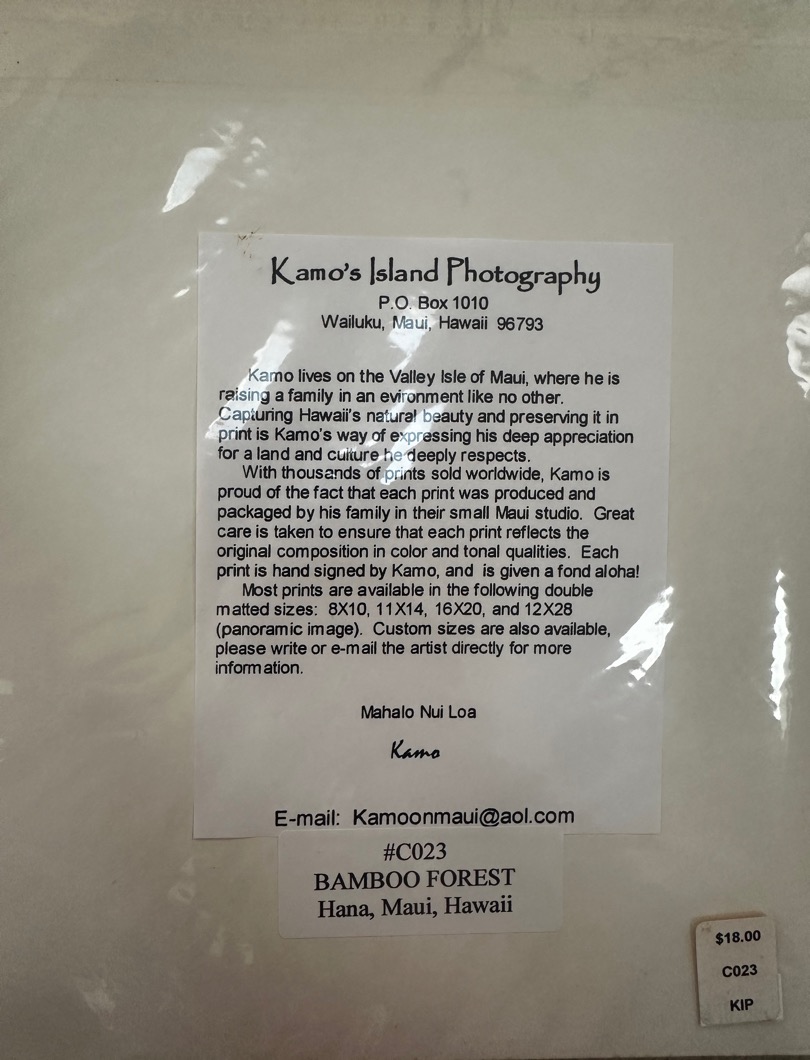 Kamo's Island Photography
P.O. Box 1010
Wailuku, Maui, Hawaii 96793
Kamo lives on the Valley Isle of Maui, where he is
raising a family in an evironment like no other.
Capturing Hawaii's natural beauty and preserving it in
print is Kamo's way of expressing his deep appreciation
for a land and culture he deeply respects.
With thousands of prints sold worldwide, Kamo is
proud of the fact that each print was produced and
packaged by his family in their small Maui studio. Great
care is taken to ensure that each print reflects the
original composition in color and tonal qualities. Each
print is hand signed by Kamo, and is given a fond aloha!
Most prints are available in the following double
matted sizes: 8X10, 11X14, 16X20, and 12X28
(panoramic image). Custom sizes are also available,
please write or e-mail the artist directly for more
information.
Mahalo Nui Loa
Kamo
E-mail: Kamoonmaui@aol.com
#C023
BAMBOO FOREST
Hana, Maui, Hawaii
$18.00
C023
KIP